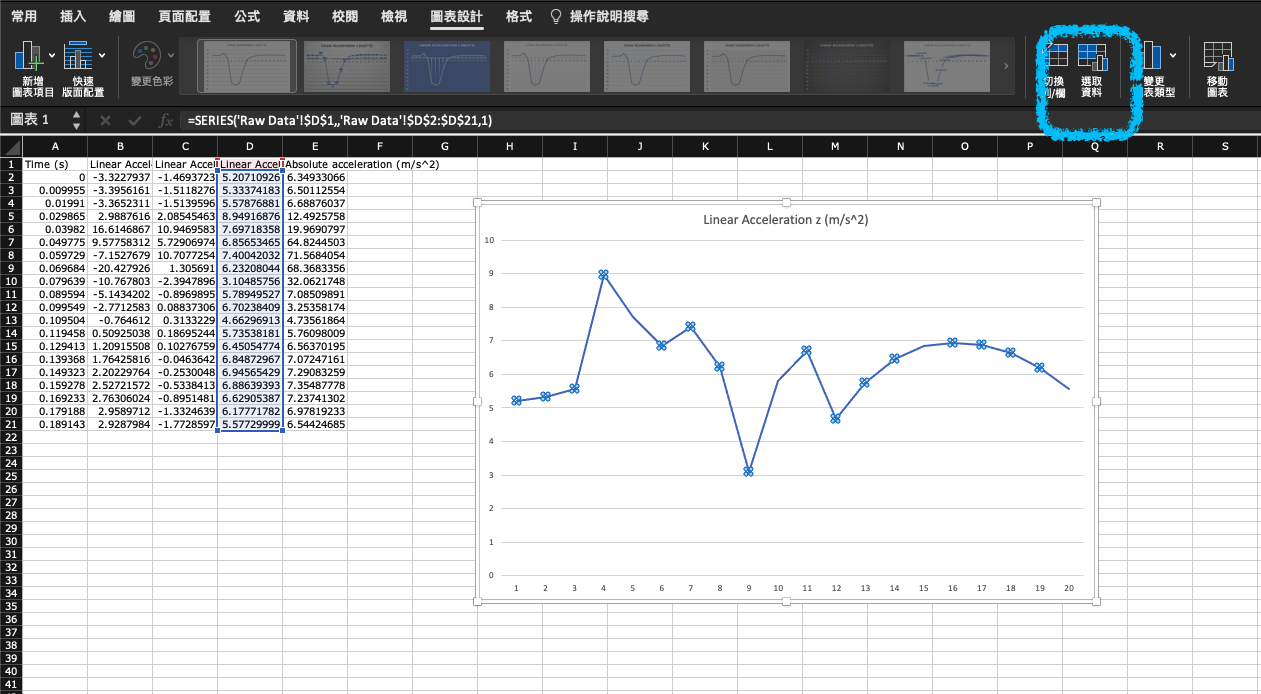 常用 插入 繪圖 頁面配置 公式 資料 校閱 檢視 圖表設計 格式 操作說明搜尋
新增 快速 變更色彩 切換 選取 變更 移動
圖表項目 版面配置 列/欄 資料 圖表類型 圖表
圖表 1 fx =SERIES('Raw Data'!$D$1,,'Raw Data'!$D$2:$D$21,1)
A B C D E F G H I J K L M N O P Q R S
1 Time (s) Linear Accel Linear Accel Linear Accel Absolute acceleration (m/s^2)
2 0 -3.3227937 -1.4693723 5.20710926 6.34933066
3 0.009955 -3.3956161 -1.5118276 5.33374183 6.50112554
4 0.01991 -3.3652311 -1.5139596 5.57876881 6.68876037
5 0.029865 2.9887616 2.08545463 8.94916876 12.4925758
6 0.03982 16.6146867 10.9469583 7.69718358 19.9690797
7 0.049775 9.57758312 5.72906974 6.85653465 64.8244503
8 0.059729 -7.1527679 10.7077254 7.40042032 71.5684054
9 0.069684 -20.427926 1.305691 6.23208044 68.3683356
10 0.079639 -10.767803 -2.3947896 3.10485756 32.0621748
11 0.089594 -5.1434202 -0.8969895 5.78949527 7.08509891
12 0.099549 -2.7712583 0.08837306 6.70238409 3.25358174
13 0.109504 -0.764612 0.3133229 4.66296913 4.73561864
14 0.119458 0.50925038 0.18695244 5.73538181 5.76098009
15 0.129413 1.20915508 0.10276759 6.45054774 6.56370195
16 0.139368 1.76425816 -0.0463642 6.84872967 7.07247161
17 0.149323 2.20229764 -0.2530048 6.94565429 7.29083259
18 0.159278 2.52721572 -0.5338413 6.88639393 7.35487778
19 0.169233 2.76306024 -0.8951481 6.62905387 7.23741302
20 0.179188 2.9589712 -1.3324639 6.17771782 6.97819233
21 0.189143 2.9287984 -1.7728597 5.57729999 6.54424685
22
23
24
25
26
27
28
29
30
31
32
33
34
35
36
37
38
39
40
41
Linear Acceleration z (m/s^2)
10
9
8
7
6
5
4
3
2
1
0
1 2 3 4 5 6 7 8 9 10 11 12 13 14 15 16 17 18 19 20